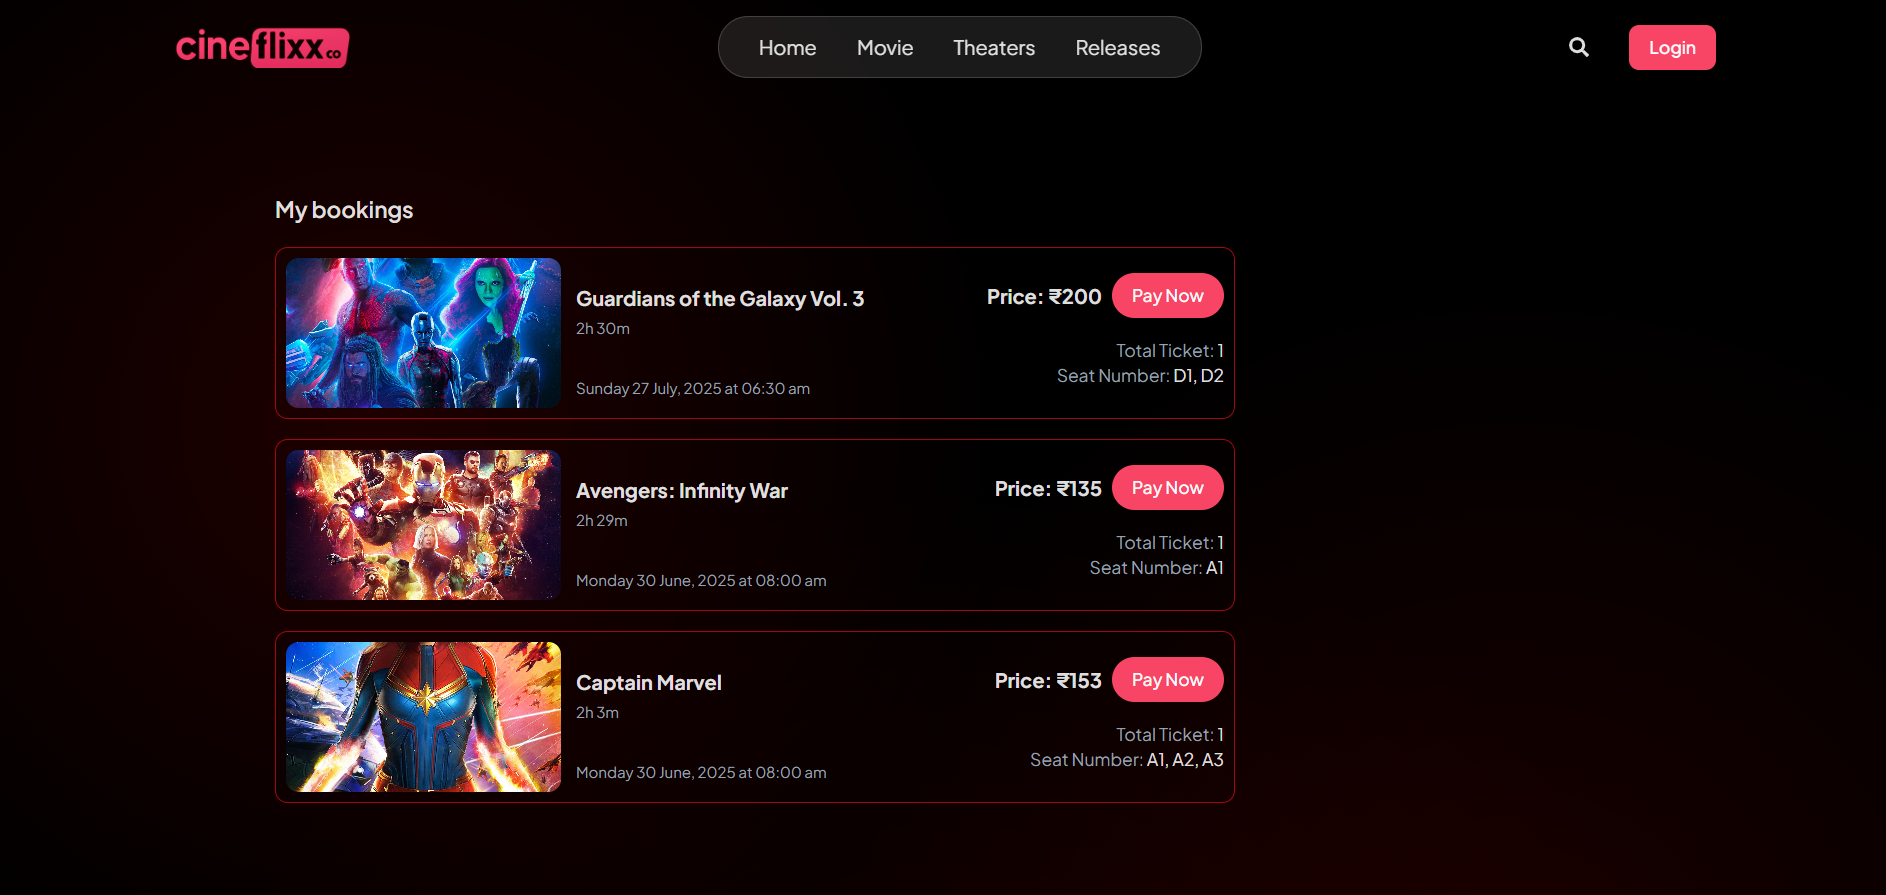 cineflixx.co
Home Movie Theaters Releases
Login
My bookings
Guardians of the Galaxy Vol. 3
2h 30m
Sunday 27 July, 2025 at 06:30 am
Price: ₹200
Pay Now
Total Ticket: 1
Seat Number: D1, D2
Avengers: Infinity War
2h 29m
Monday 30 June, 2025 at 08:00 am
Price: ₹135
Pay Now
Total Ticket: 1
Seat Number: A1
Captain Marvel
2h 3m
Monday 30 June, 2025 at 08:00 am
Price: ₹153
Pay Now
Total Ticket: 1
Seat Number: A1, A2, A3